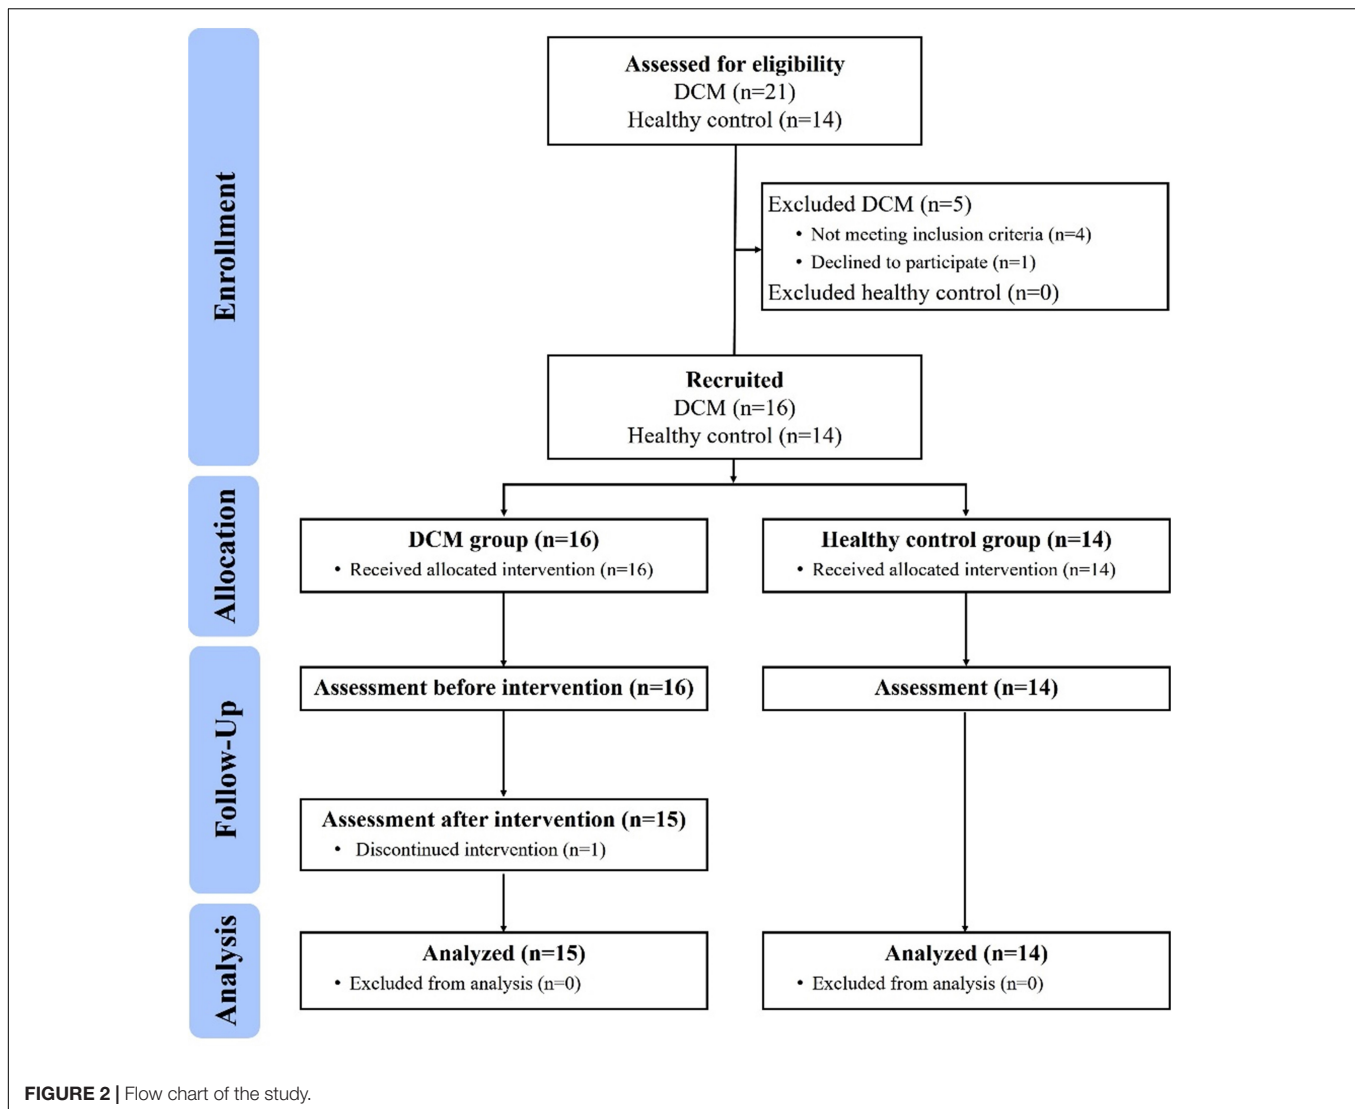 Enrollment
Assessed for eligibility
DCM (n=21)
Healthy control (n=14)
Excluded DCM (n=5)
• Not meeting inclusion criteria (n=4)
• Declined to participate (n=1)
Excluded healthy control (n=0)
Recruited
DCM (n=16)
Healthy control (n=14)
Allocation
DCM group (n=16)
• Received allocated intervention (n=16)
Healthy control group (n=14)
• Received allocated intervention (n=14)
Follow-Up
Assessment before intervention (n=16)
Assessment (n=14)
Assessment after intervention (n=15)
• Discontinued intervention (n=1)
Analysis
Analyzed (n=15)
• Excluded from analysis (n=0)
Analyzed (n=14)
• Excluded from analysis (n=0)
FIGURE 2 | Flow chart of the study.